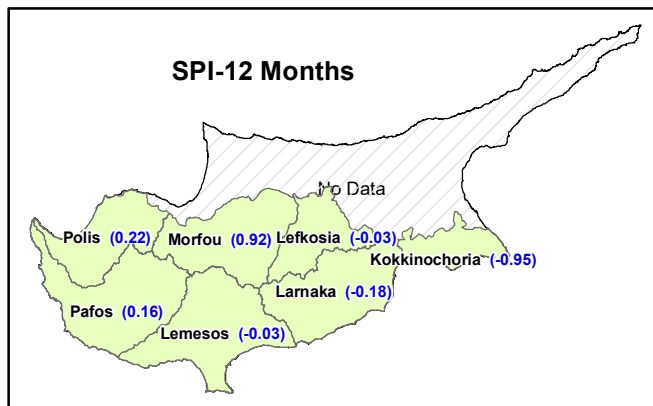 SPI-12 Months
No Data
Polis (0.22)
Morfou (0.92)
Lefkosia (-0.03)
Kokkinochoria (-0.95)
Larnaka (-0.18)
Pafos (0.16)
Lemesos (-0.03)